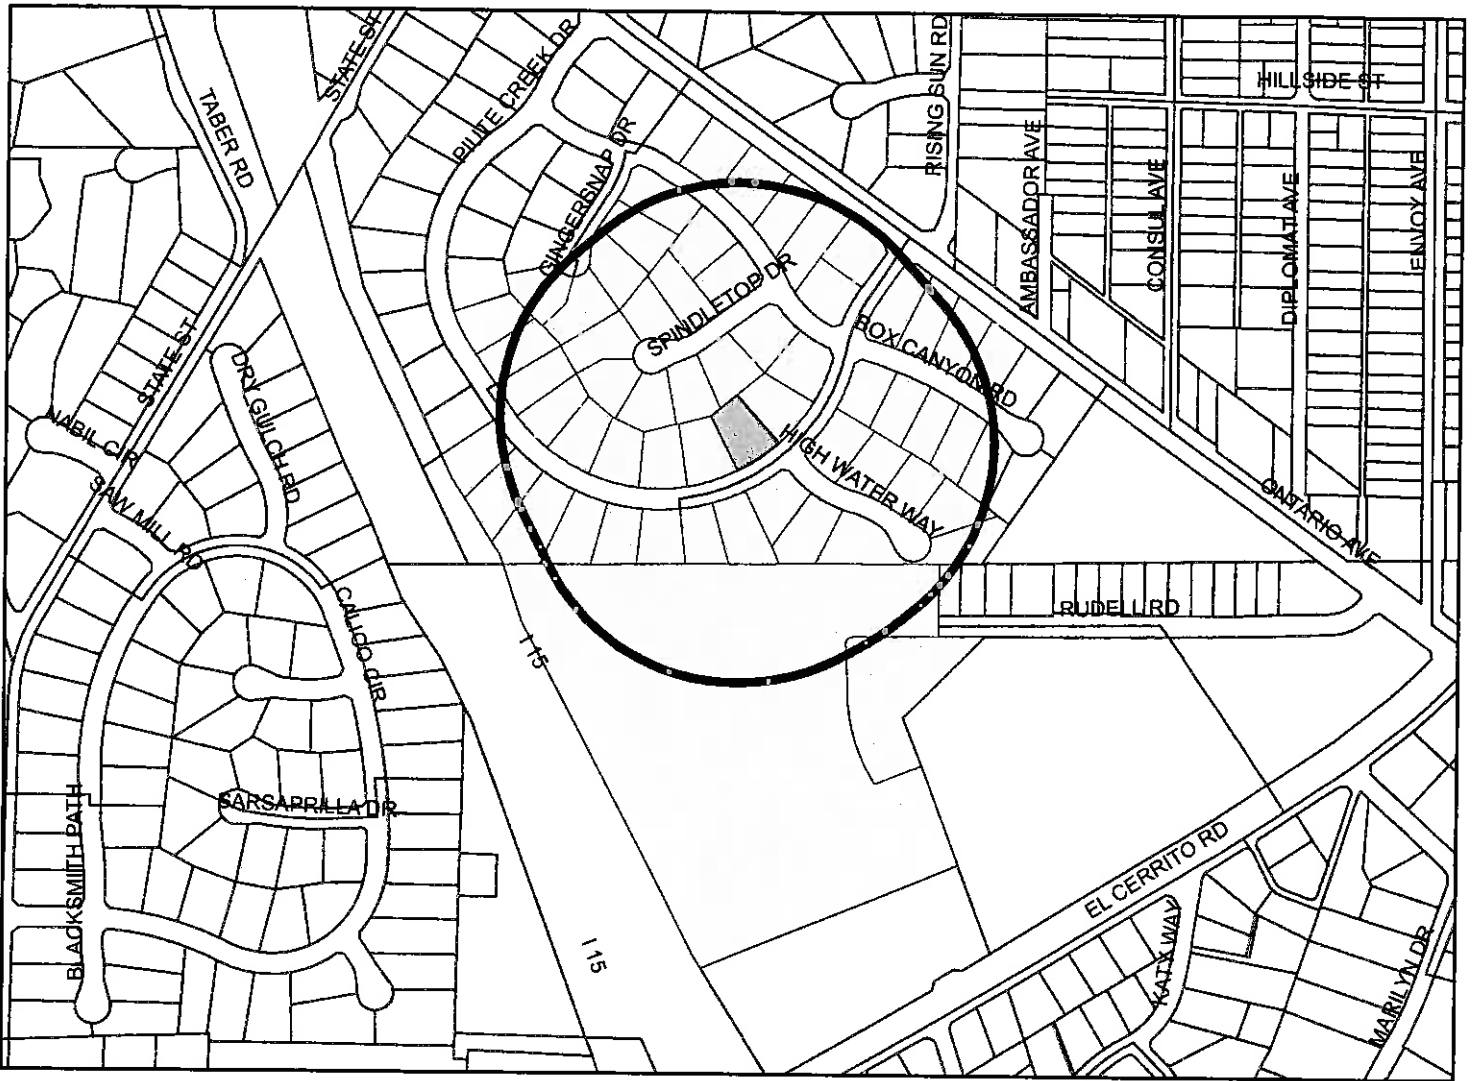 STATE ST
PIUTE CREEK DR
RISING SUN RD
HILLSIDE ST
TABER RD
GINGERSNAP DR
AMBASSADOR AVE
CONSUL AVE
DIPLOMAT AVE
ENVOY AVE
SPINDLETOP DR
BOX CANYON RD
STATE ST
DRY GULCH RD
NABIL CIR
HIGH WATER WAY
SAW MILL RD
ONTARIO AVE
CALICO CIR
RUDELL RD
I 15
SARSAPRILLA DR
BLACKSMITH PATH
EL CERRITO RD
I 15
KATX WAY
MARILYN DR